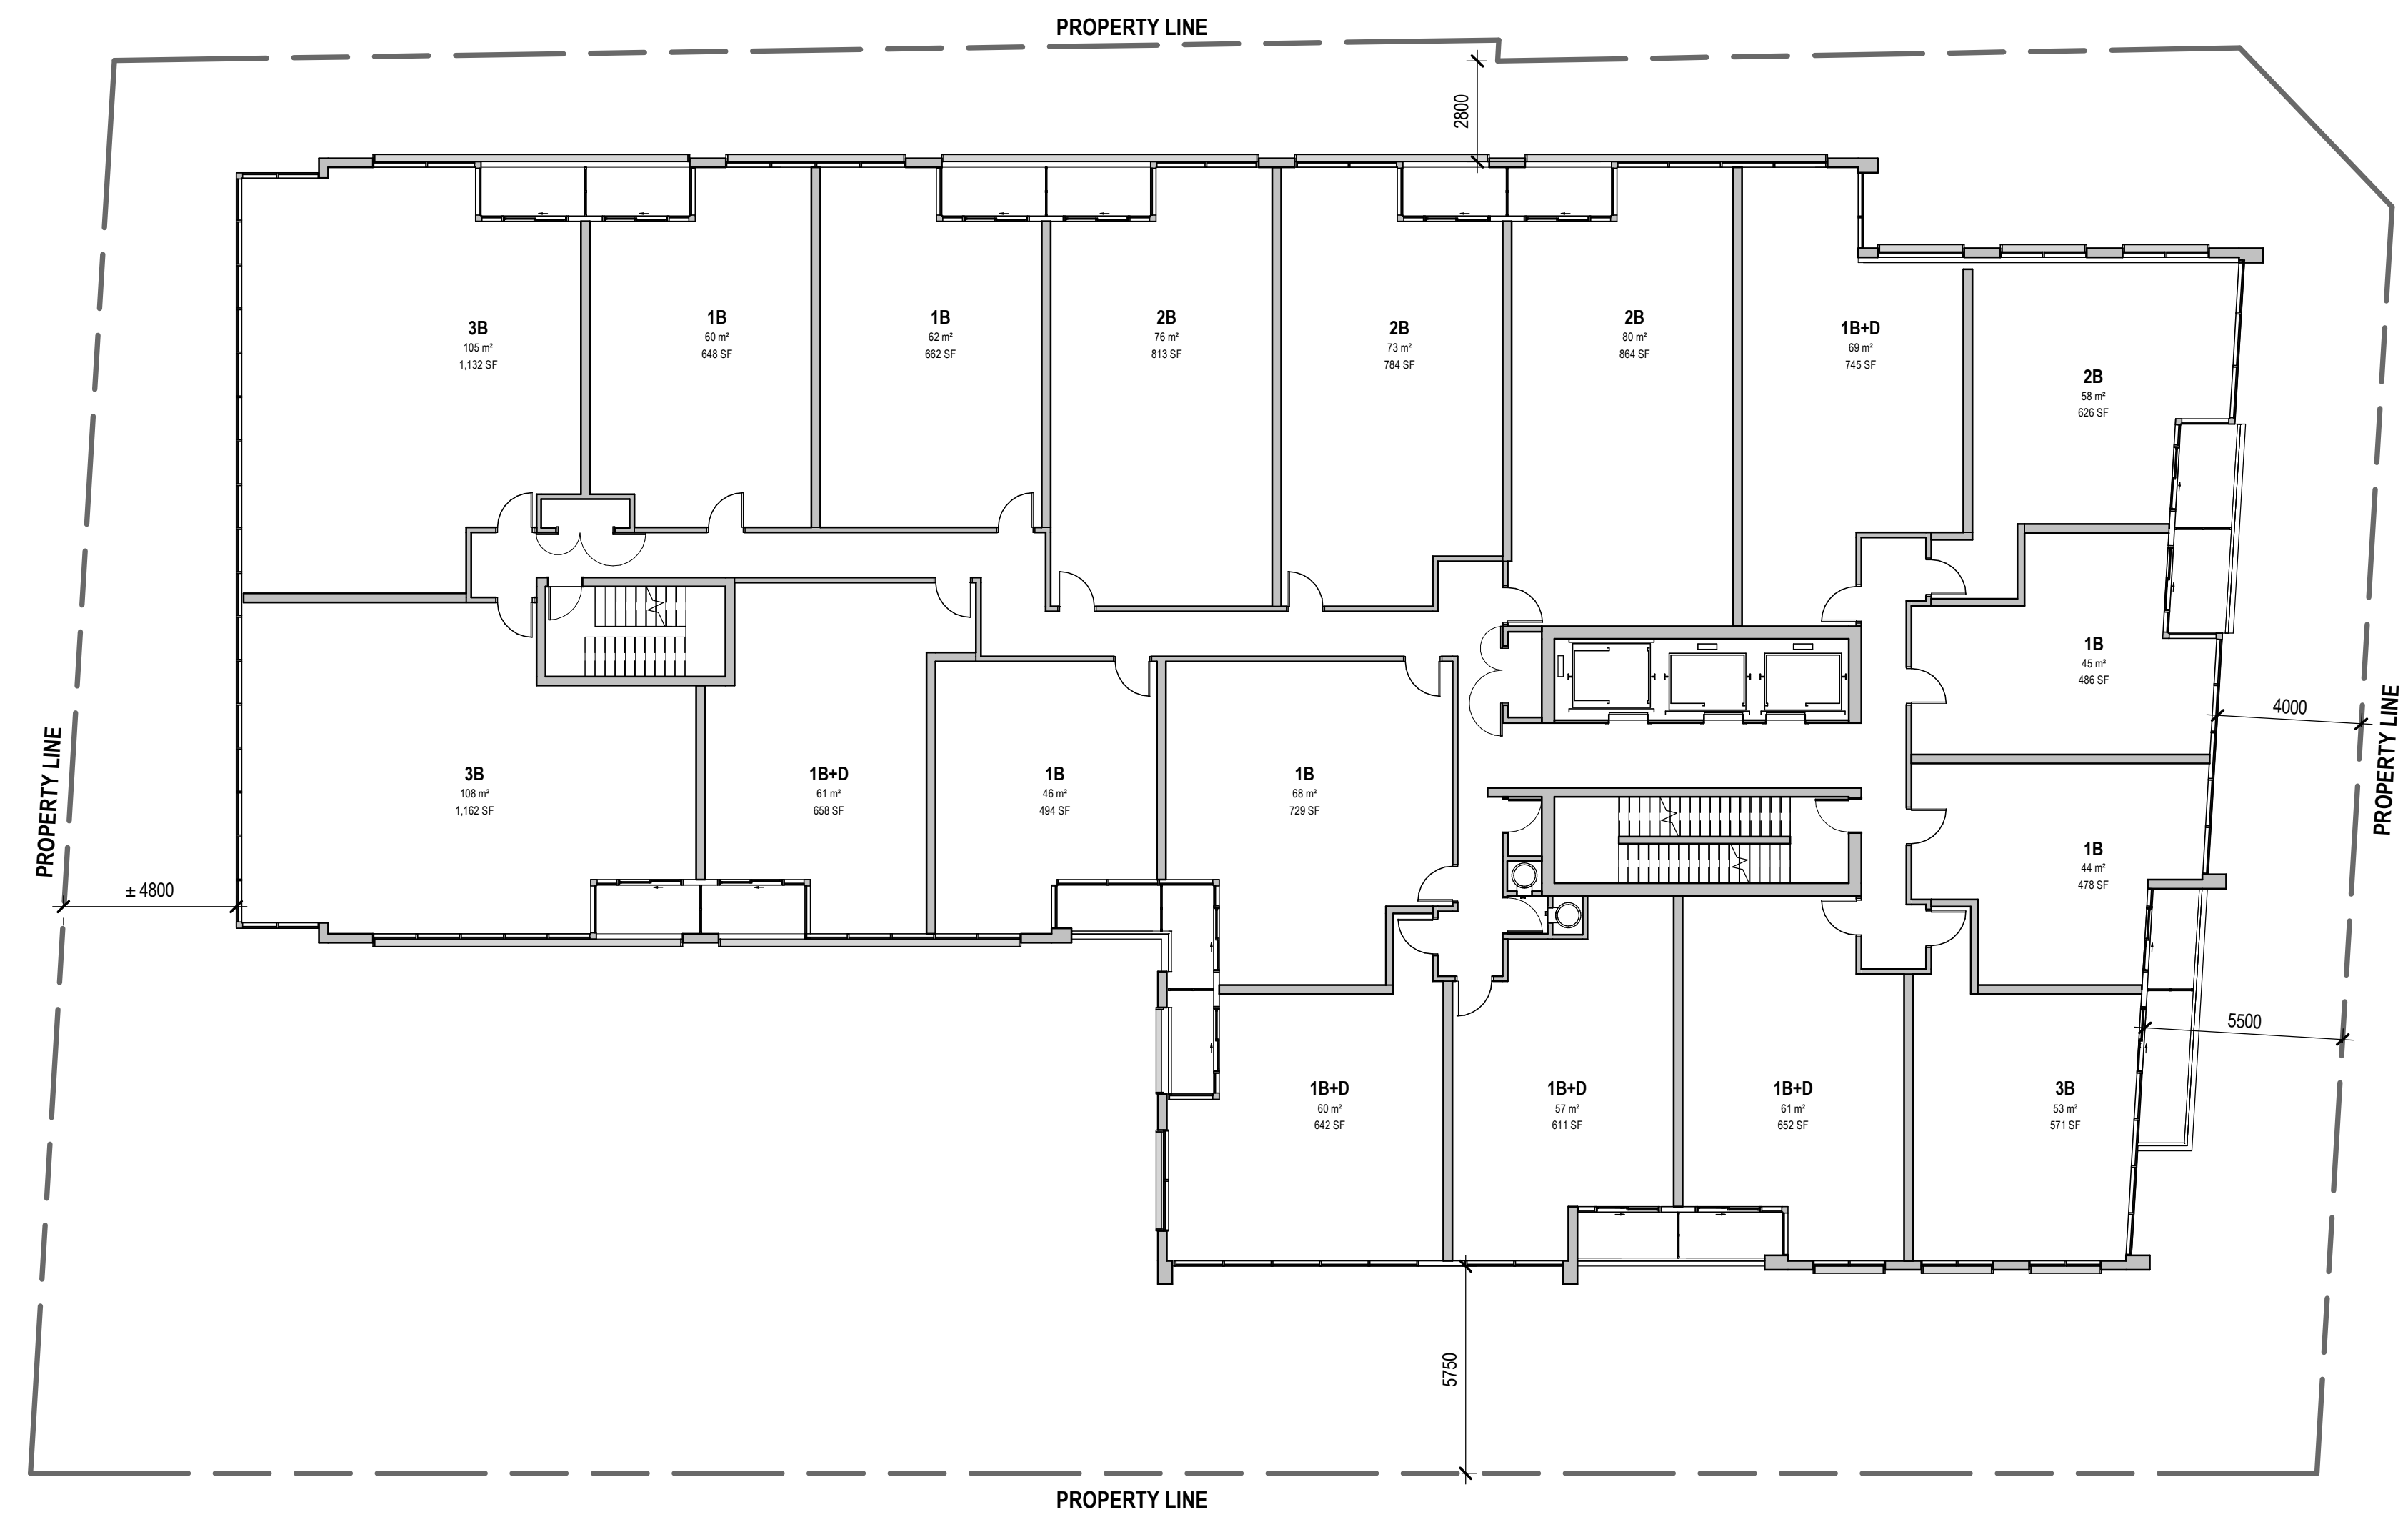 PROPERTY LINE
2800
3B
105 m²
1,132 SF
1B
60 m²
648 SF
1B
62 m²
662 SF
2B
76 m²
813 SF
2B
73 m²
784 SF
2B
80 m²
864 SF
1B+D
69 m²
745 SF
2B
58 m²
626 SF
1B
45 m²
486 SF
4000
PROPERTY LINE
PROPERTY LINE
± 4800
3B
108 m²
1,162 SF
1B+D
61 m²
658 SF
1B
46 m²
494 SF
1B
68 m²
729 SF
1B
44 m²
478 SF
5500
1B+D
60 m²
642 SF
1B+D
57 m²
611 SF
1B+D
61 m²
652 SF
3B
53 m²
571 SF
5750
PROPERTY LINE